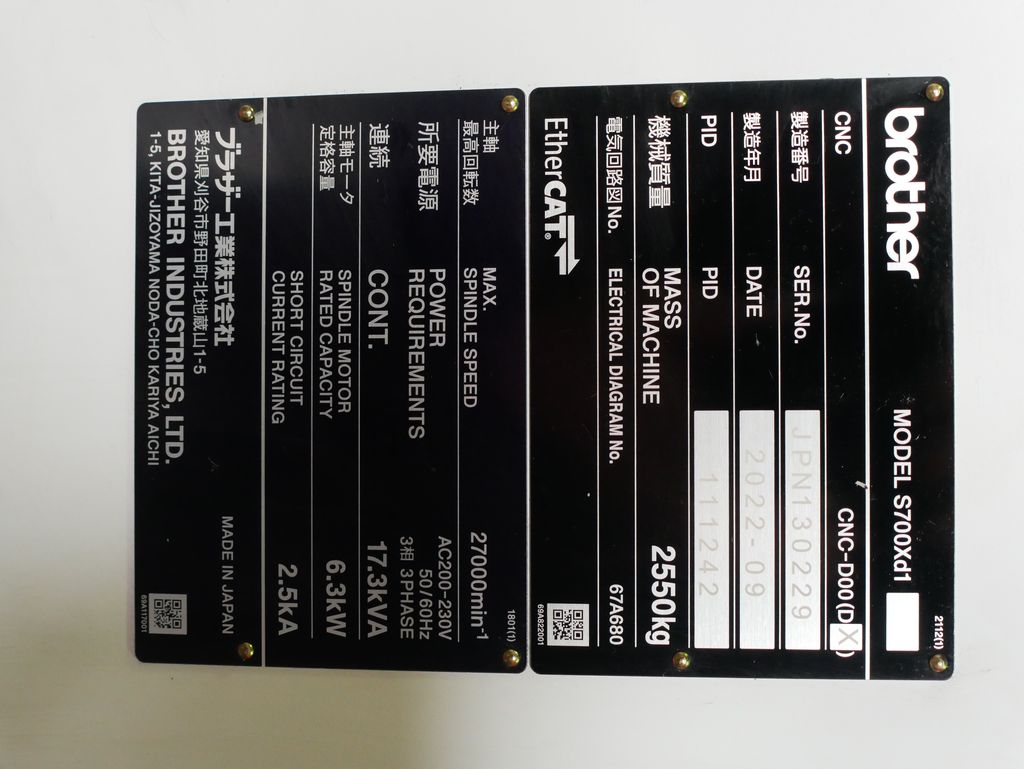 2112(1)
brother MODEL S700Xd1
CNC CNC-D00(DX)
製造番号 SER.No. JPN130229
製造年月 DATE 2022-09
PID PID 111242
機械質量 MASS OF MACHINE 2550kg
電気回路図No. ELECTRICAL DIAGRAM No. 67A680
EtherCAT®
69A822001
1801(1)
主軸 MAX.
最高回転数 SPINDLE SPEED 27000min-1
所要電源 POWER REQUIREMENTS AC200-230V
50/60Hz
3相 3PHASE
連続 CONT. 17.3kVA
主軸モータ SPINDLE MOTOR
定格容量 RATED CAPACITY 6.3kW
SHORT CIRCUIT
CURRENT RATING 2.5kA
ブラザー工業株式会社 MADE IN JAPAN
愛知県刈谷市野田町北地蔵山1-5
BROTHER INDUSTRIES, LTD.
1-5, KITA-JIZOYAMA NODA-CHO KARIYA AICHI
69A117001